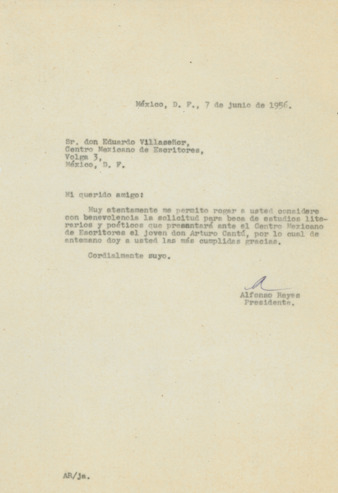 México, D. F., 7 de junio de 1956.
Sr. don Eduardo Villaseñor,
Centro Mexicano de Escritores,
Volga 3,
México, D. F.
Mi querido amigo:
Muy atentamente me permito rogar a usted considere
con benevolencia la solicitud para beca de estudios lite-
rarios y poéticos que presentará ante el Centro Mexicano
de Escritores el joven don Arturo Cantú, por lo cual de
antemano doy a usted las más cumplidas gracias.
Cordialmente suyo.
Alfonso Reyes
Presidente.
AR/ja.